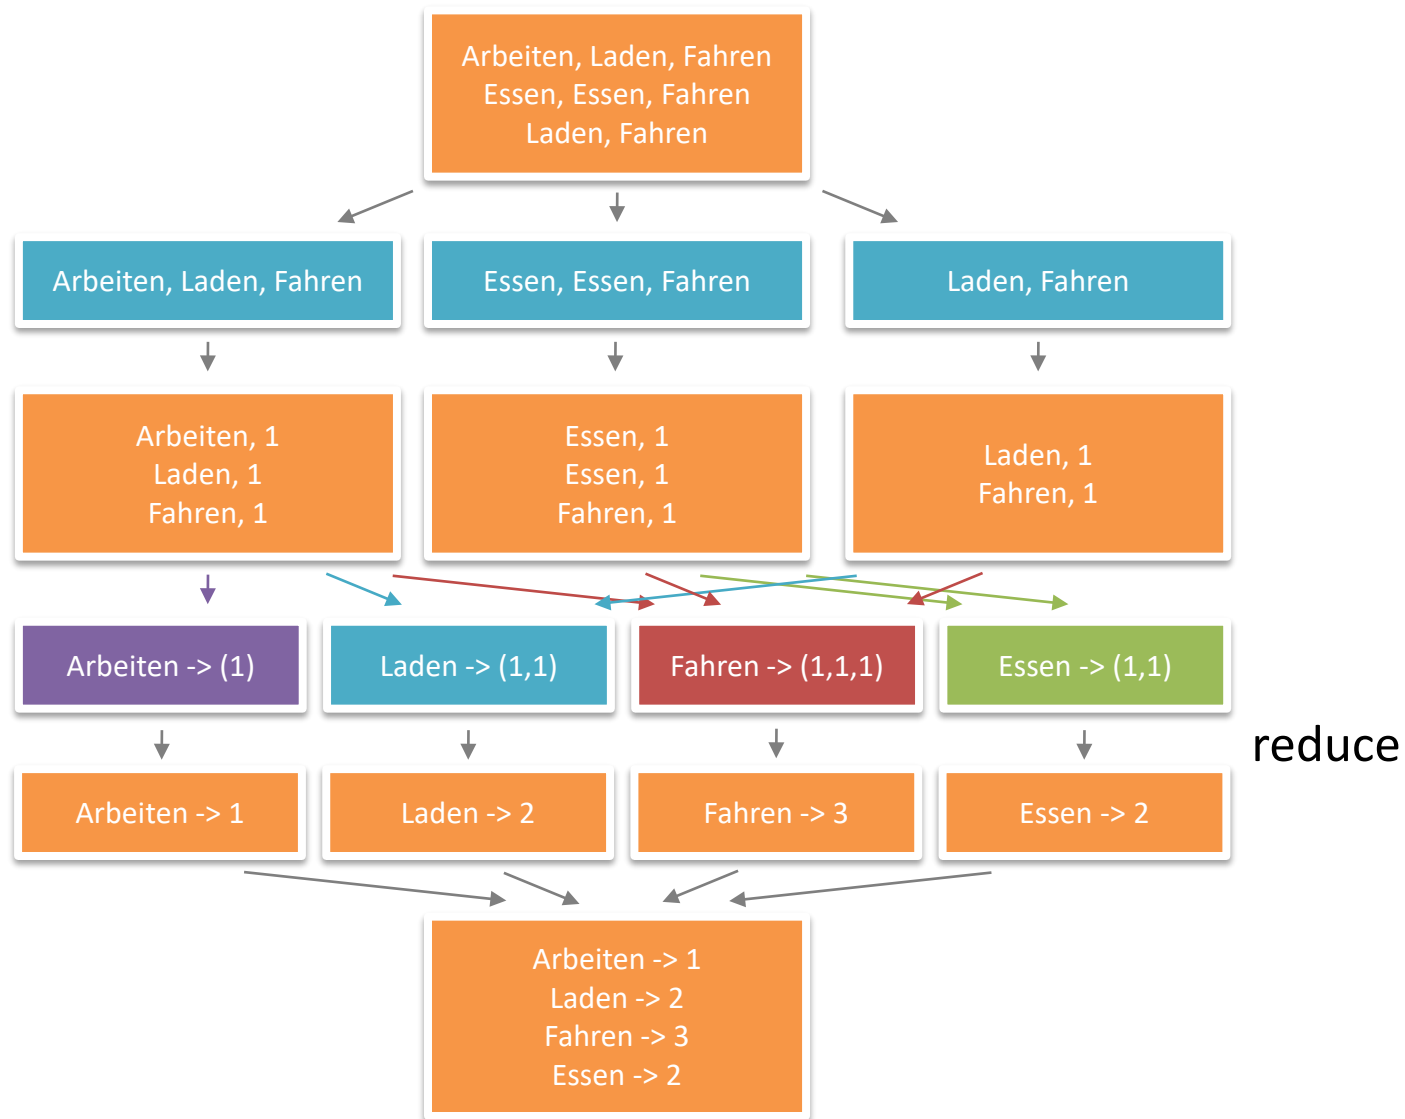 Arbeiten, Laden, Fahren
Essen, Essen, Fahren
Laden, Fahren
Arbeiten, Laden, Fahren
Essen, Essen, Fahren
Laden, Fahren
Arbeiten, 1
Laden, 1
Fahren, 1
Essen, 1
Essen, 1
Fahren, 1
Laden, 1
Fahren, 1
Arbeiten -> (1)
Laden -> (1,1)
Fahren -> (1,1,1)
Essen -> (1,1)
reduce
Arbeiten -> 1
Laden -> 2
Fahren -> 3
Essen -> 2
Arbeiten -> 1
Laden -> 2
Fahren -> 3
Essen -> 2